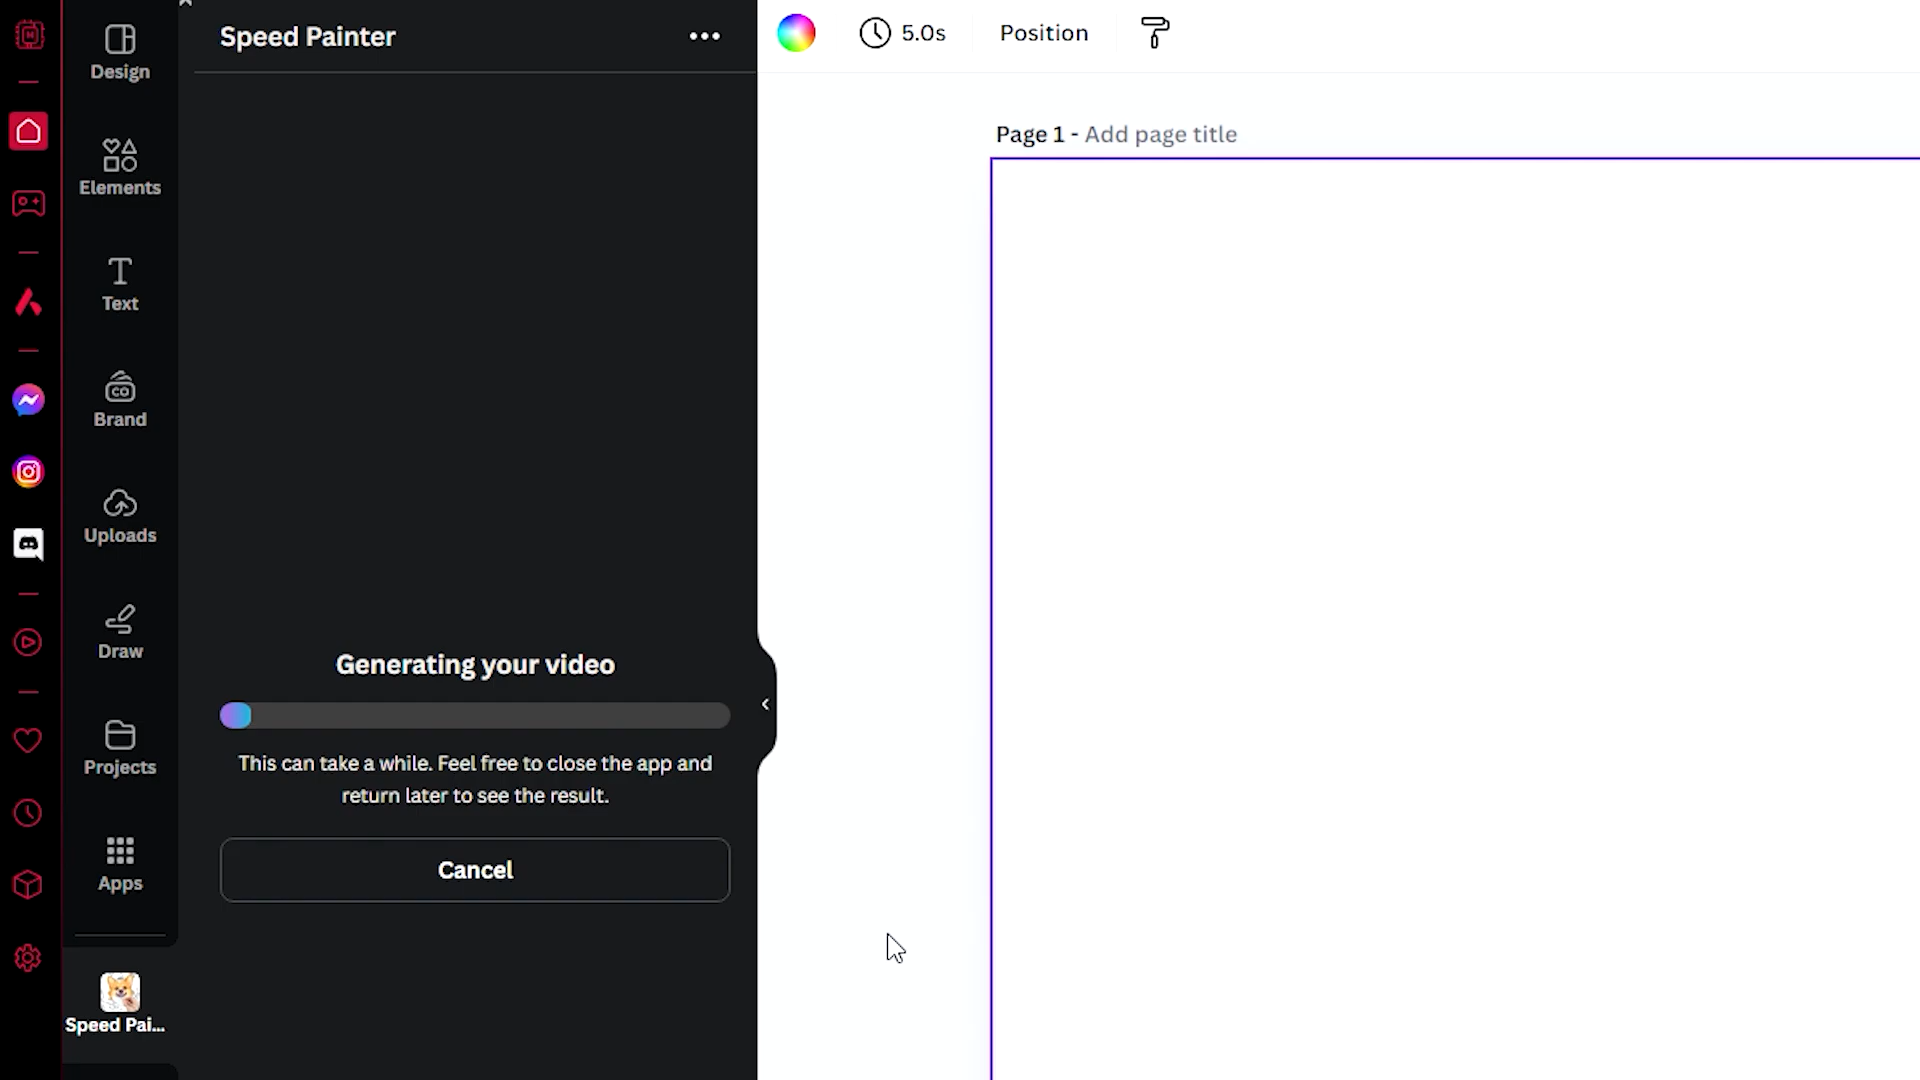 Design
Elements
Text
Brand
Uploads
Draw
Projects
Apps
Speed Pai...
Speed Painter
Generating your video
This can take a while. Feel free to close the app and
return later to see the result.
Cancel
5.0s
Position
Page 1 - Add page title